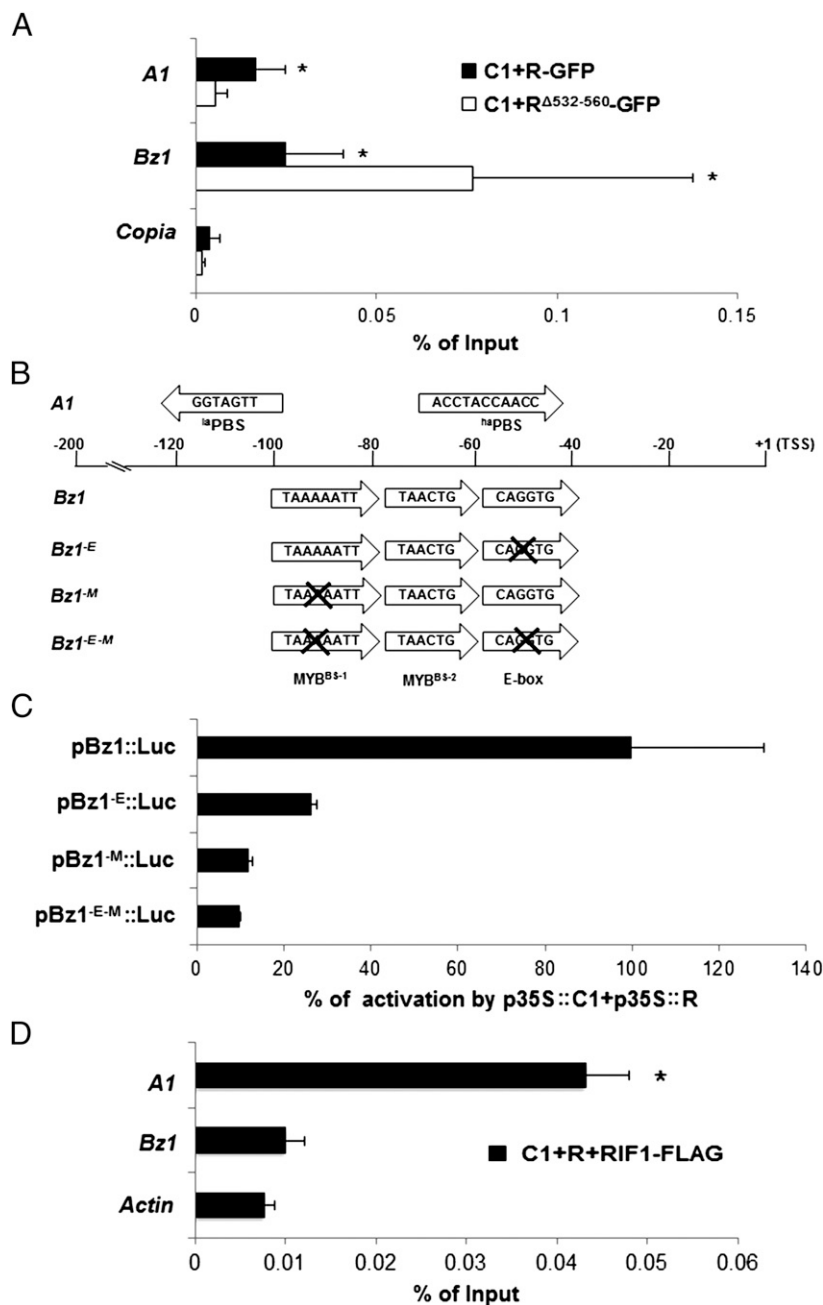 A
A1
Bz1
Copia
C1+R-GFP
C1+RΔ532-560-GFP
*
*
*
0 0.05 0.1 0.15
% of Input
B
A1 GGTAGTT ACCTACCAACC
laPBS haPBS
-200 -120 -100 -80 -60 -40 +1 (TSS)
Bz1 TAAAAATT TAACTG CAGGTG
Bz1-E TAAAAATT TAACTG CAGGTG
Bz1-M TAAAAATT TAACTG CAGGTG
Bz1-E-M TAAAAATT TAACTG CAGGTG
MYBBS-1 MYBBS-2 E-box
C
pBz1::Luc
pBz1-E::Luc
pBz1-M::Luc
pBz1-E-M::Luc
0 20 40 60 80 100 120 140
% of activation by p35S::C1+p35S::R
D
A1 *
Bz1
C1+R+RIF1-FLAG
Actin
0 0.01 0.02 0.03 0.04 0.05 0.06
% of Input